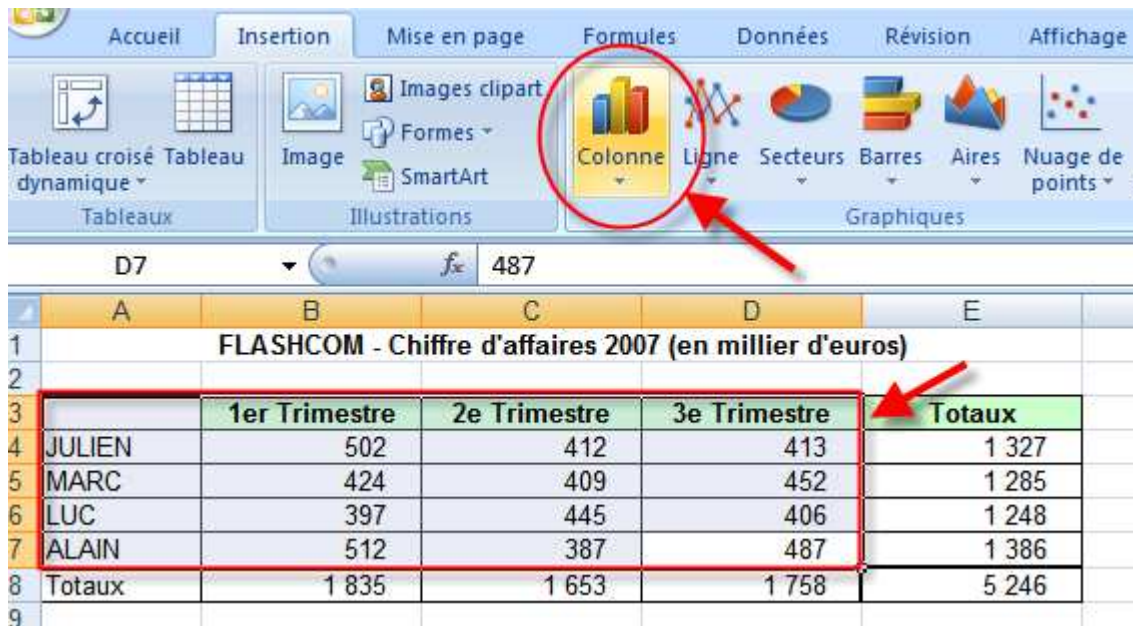 Accueil Insertion Mise en page Formules Données Révision Affichage
Images clipart
Formes
SmartArt
Tableau croisé dynamique Tableau Image Colonne Ligne Secteurs Barres Aires Nuage de points
Tableaux Illustrations Graphiques
D7 fx 487
A B C D E
1 FLASHCOM - Chiffre d'affaires 2007 (en millier d'euros)
2
3 1er Trimestre 2e Trimestre 3e Trimestre Totaux
4 JULIEN 502 412 413 1 327
5 MARC 424 409 452 1 285
6 LUC 397 445 406 1 248
7 ALAIN 512 387 487 1 386
8 Totaux 1 835 1 653 1 758 5 246
9